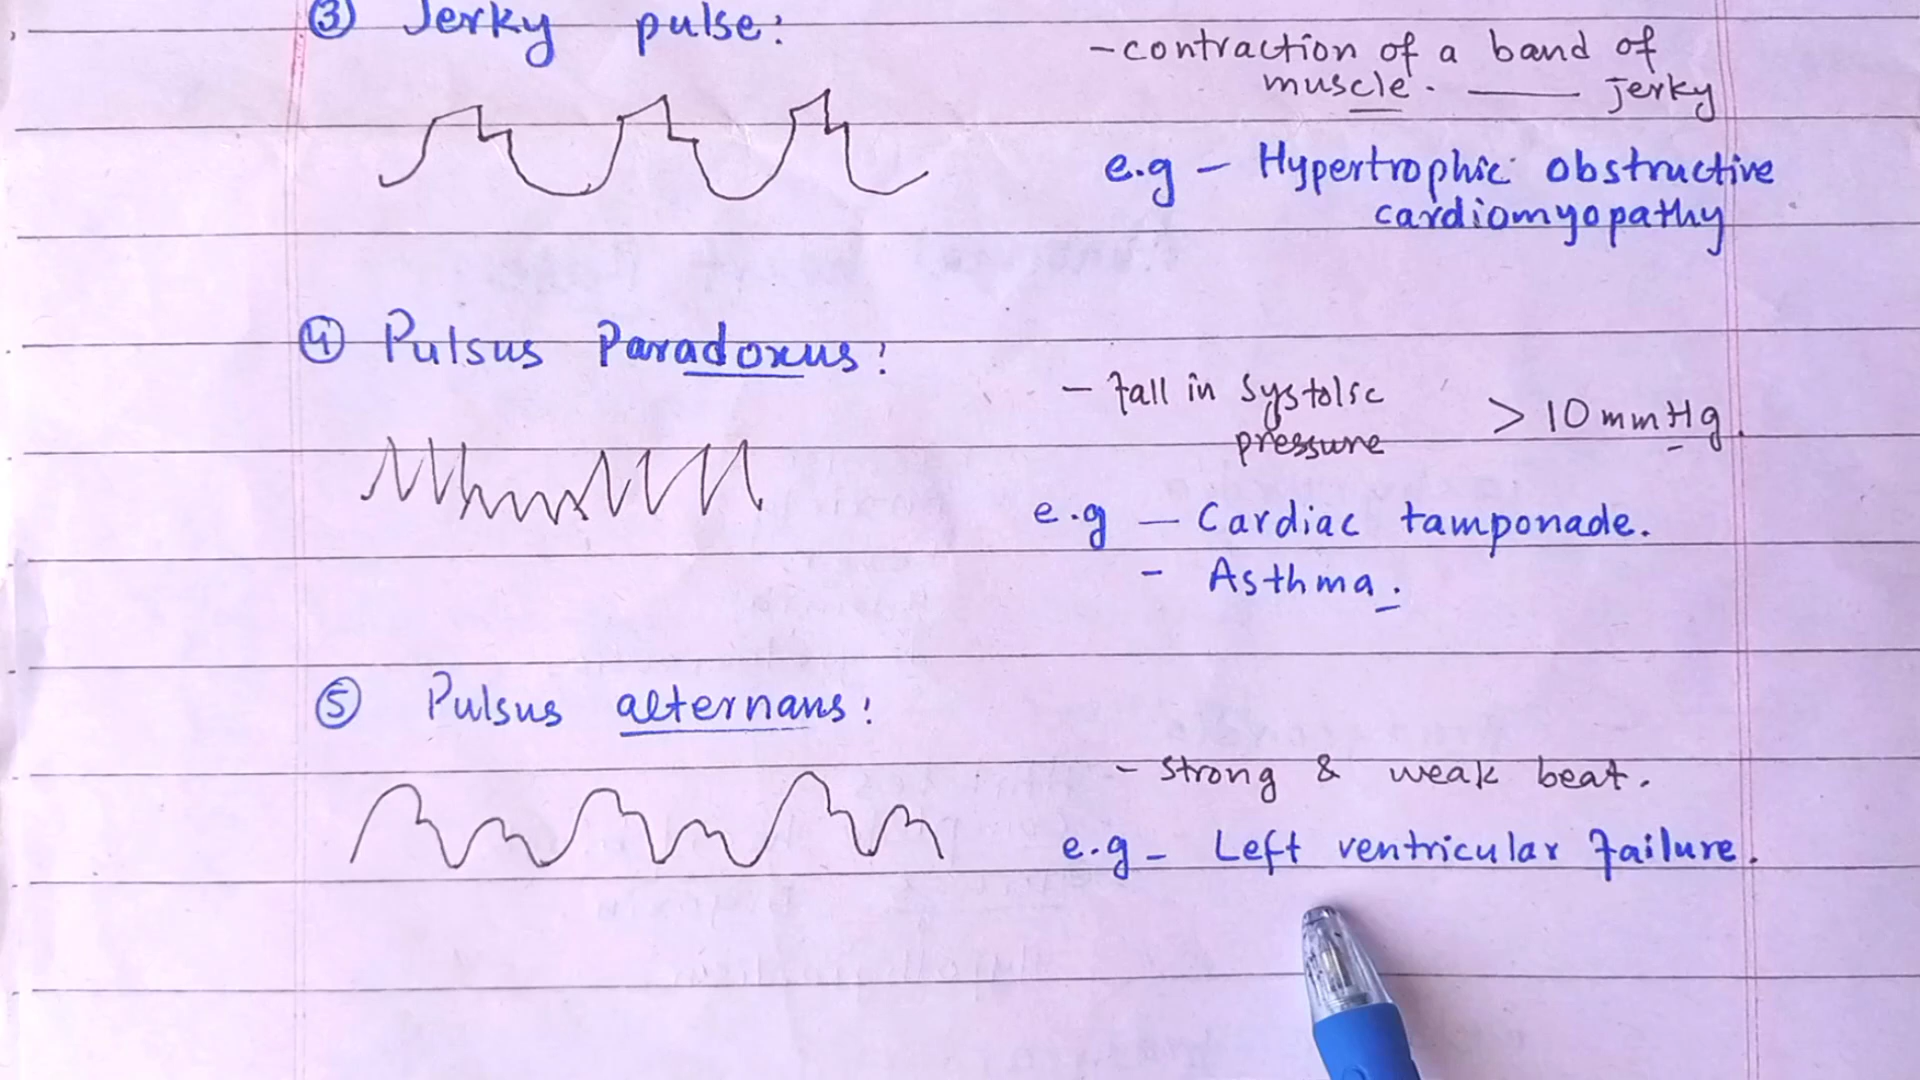 ③ Jerky pulse:
- contraction of a band of
muscle. —— jerky
e.g - Hypertrophic obstructive
cardiomyopathy
④ Pulsus Paradoxus:
- fall in systolic
pressure > 10 mmHg.
e.g - Cardiac tamponade.
- Asthma.
⑤ Pulsus alternans:
- Strong & weak beat.
e.g - Left ventricular failure.